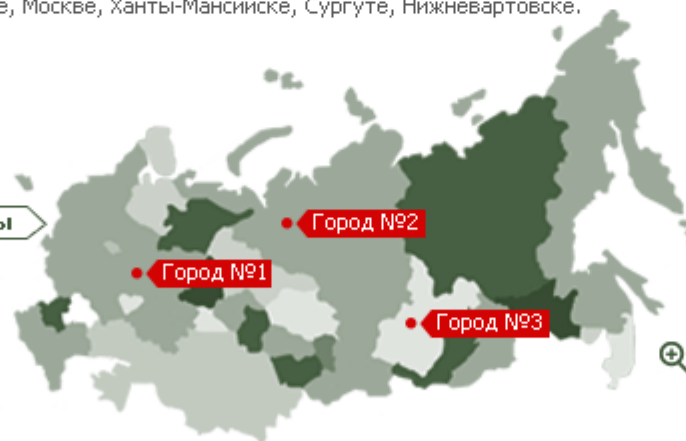 е, Москве, Ханты-Мансийске, Сургуте, Нижневартовске.
Город №2
ы
Город №1
Город №3